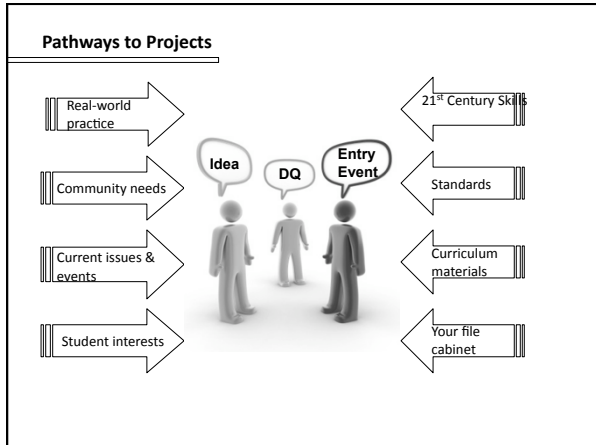 Pathways to Projects
Real-world
practice
Community needs
Current issues &
events
Student interests
Idea
DQ
Entry
Event
21st Century Skills
Standards
Curriculum
materials
Your file
cabinet